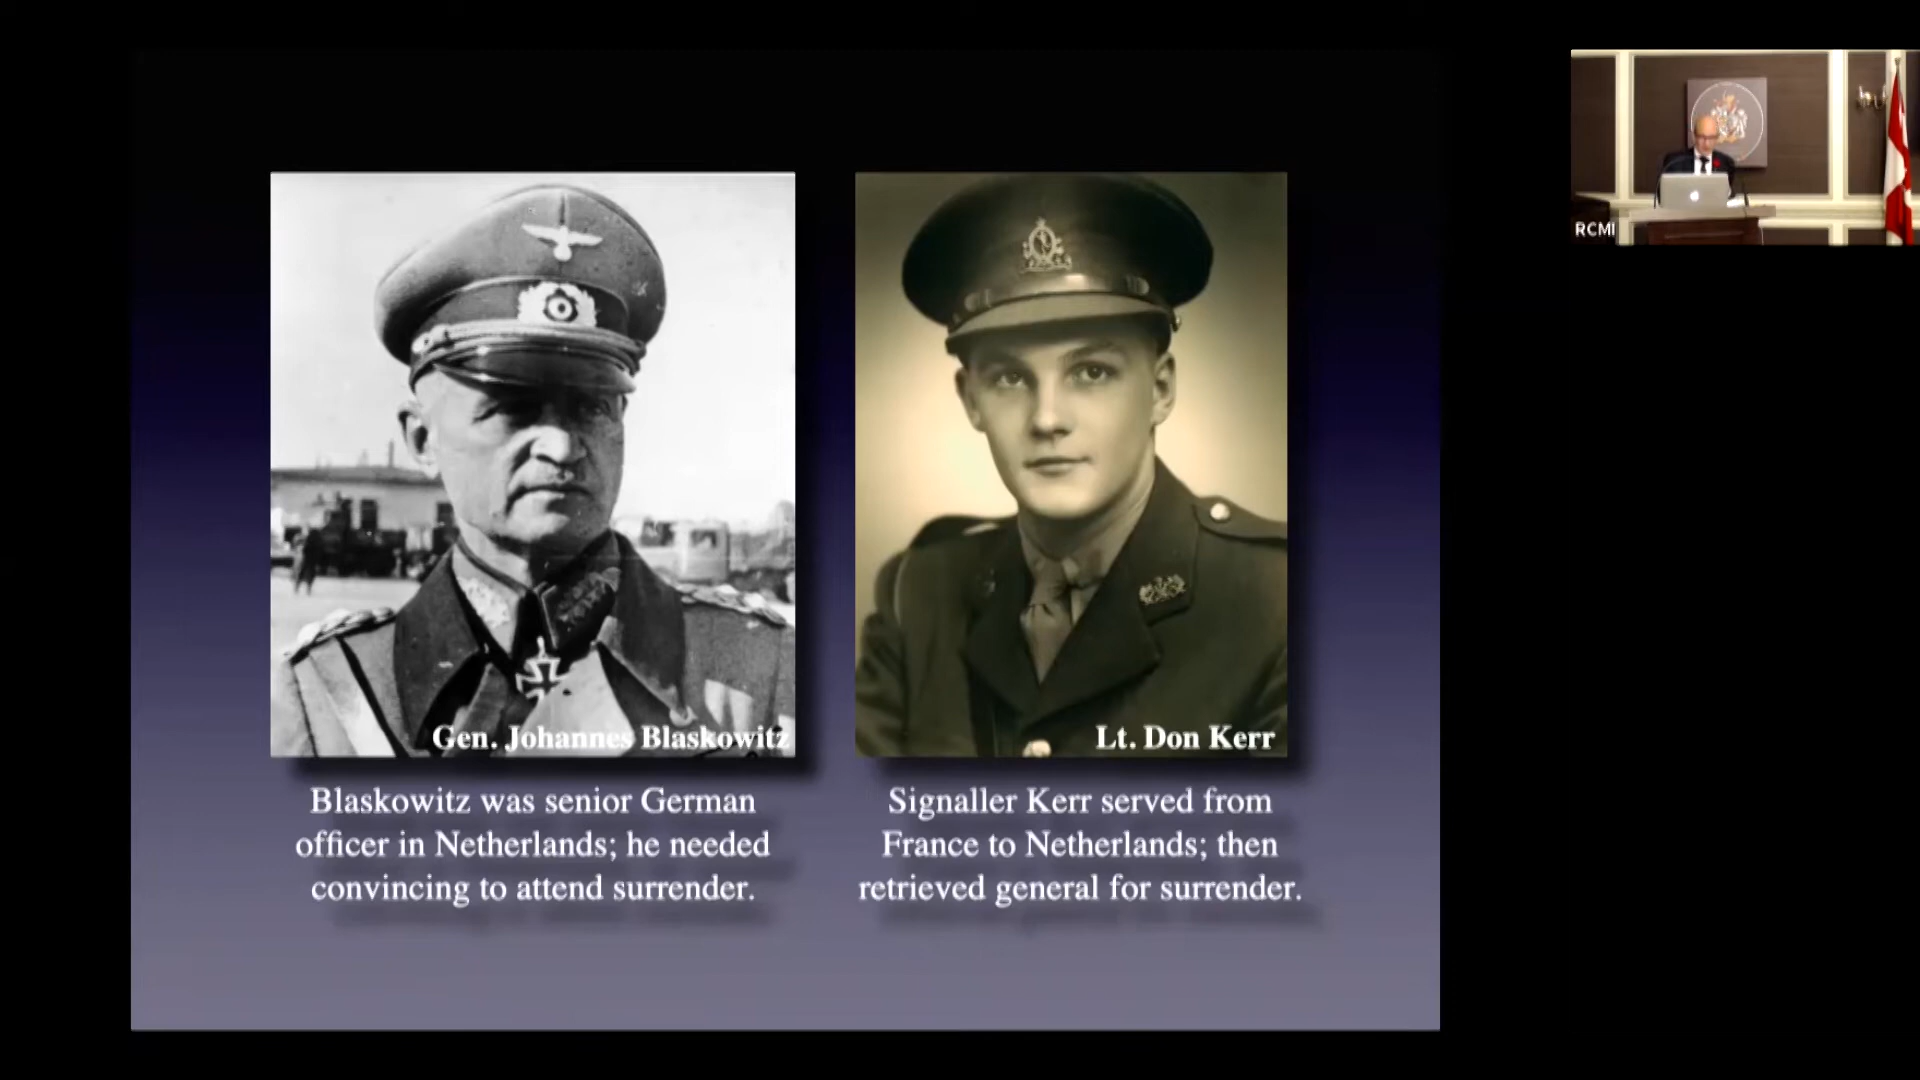 RCMI
Gen. Johannes Blaskowitz
Lt. Don Kerr
Blaskowitz was senior German
officer in Netherlands; he needed
convincing to attend surrender.
Signaller Kerr served from
France to Netherlands; then
retrieved general for surrender.